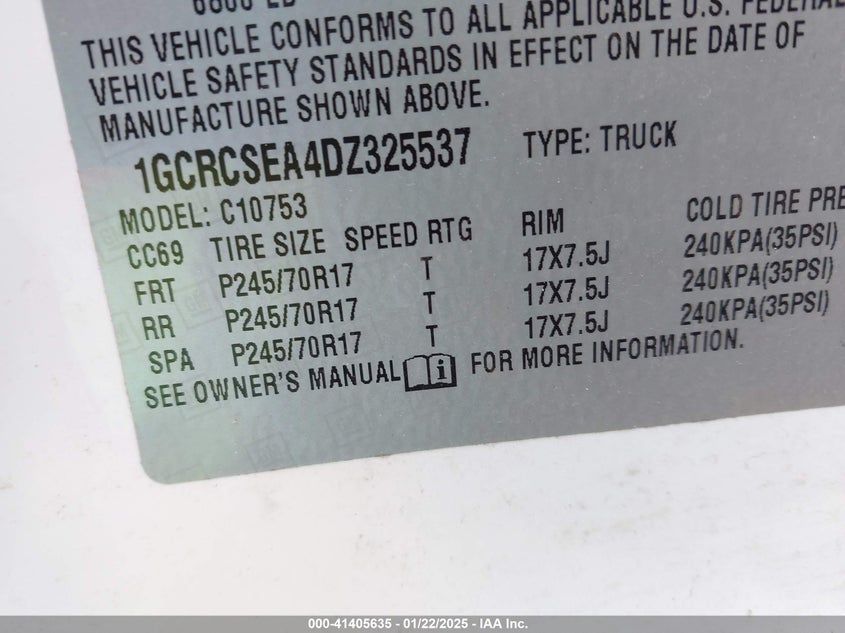 THIS VEHICLE CONFORMS TO ALL APPLICABLE U.S. FEDERAL
VEHICLE SAFETY STANDARDS IN EFFECT ON THE DATE OF
MANUFACTURE SHOWN ABOVE.
1GCRCSEA4DZ325537 TYPE: TRUCK
MODEL: C10753
CC69 TIRE SIZE SPEED RTG RIM COLD TIRE PRE
FRT P245/70R17 T 17X7.5J 240KPA(35PSI)
RR P245/70R17 T 17X7.5J 240KPA(35PSI)
SPA P245/70R17 T 17X7.5J 240KPA(35PSI)
SEE OWNER'S MANUAL FOR MORE INFORMATION.
000-41405635 - 01/22/2025 - IAA Inc.